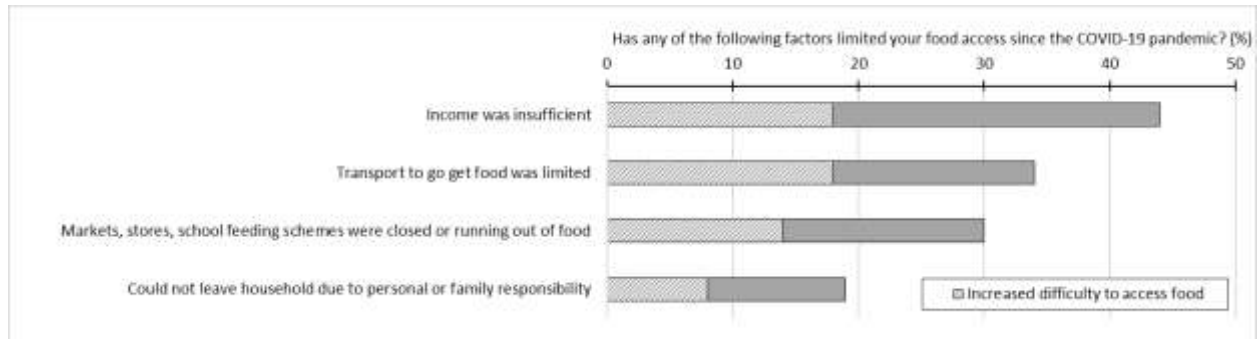 Has any of the following factors limited your food access since the COVID-19 pandemic? (%)
0 10 20 30 40 50
Income was insufficient
Transport to go get food was limited
Markets, stores, school feeding schemes were closed or running out of food
Could not leave household due to personal or family responsibility
Increased difficulty to access food